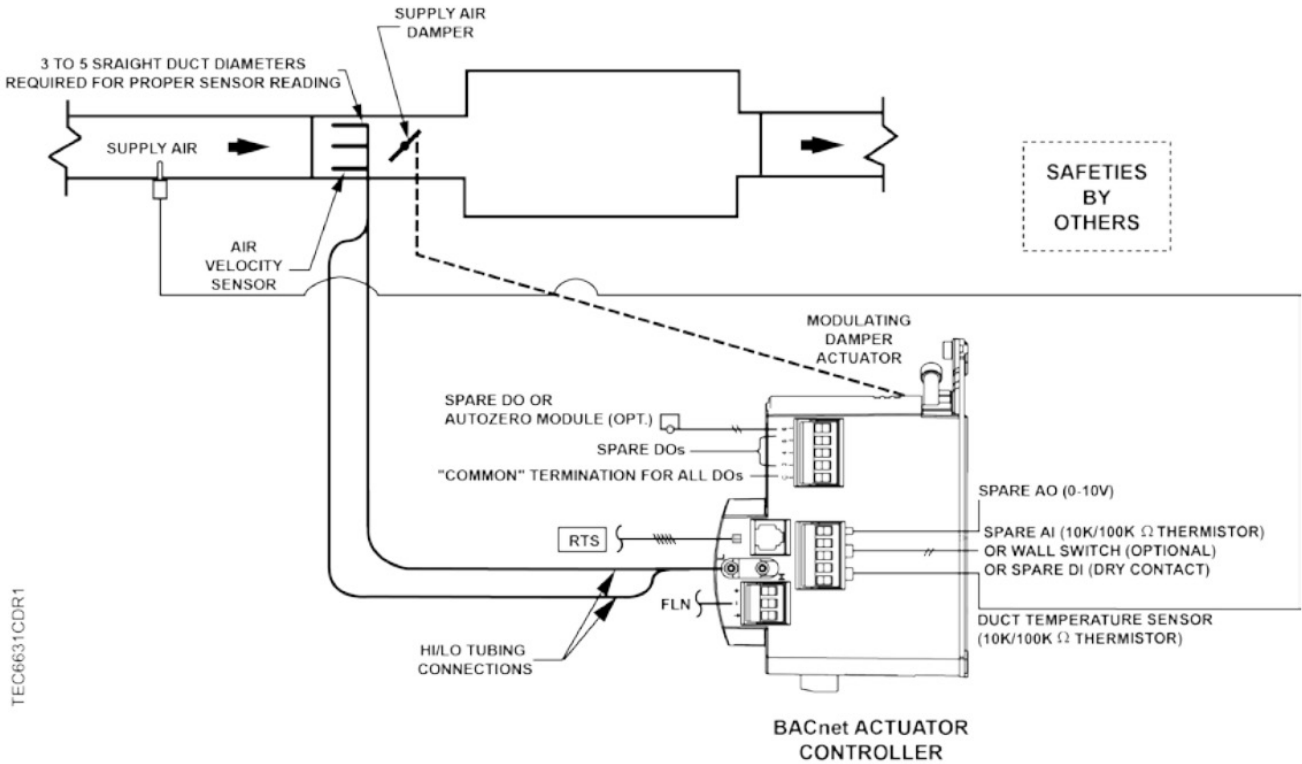 SUPPLY AIR
DAMPER
3 TO 5 SRAIGHT DUCT DIAMETERS
REQUIRED FOR PROPER SENSOR READING
SUPPLY AIR
SAFETIES
BY
OTHERS
AIR
VELOCITY
SENSOR
MODULATING
DAMPER
ACTUATOR
SPARE DO OR
AUTOZERO MODULE (OPT.)
SPARE DOs
"COMMON" TERMINATION FOR ALL DOs
SPARE AO (0-10V)
SPARE AI (10K/100K Ω THERMISTOR)
OR WALL SWITCH (OPTIONAL)
OR SPARE DI (DRY CONTACT)
RTS
FLN
DUCT TEMPERATURE SENSOR
(10K/100K Ω THERMISTOR)
HI/LO TUBING
CONNECTIONS
TEC6631CDR1
BACnet ACTUATOR
CONTROLLER